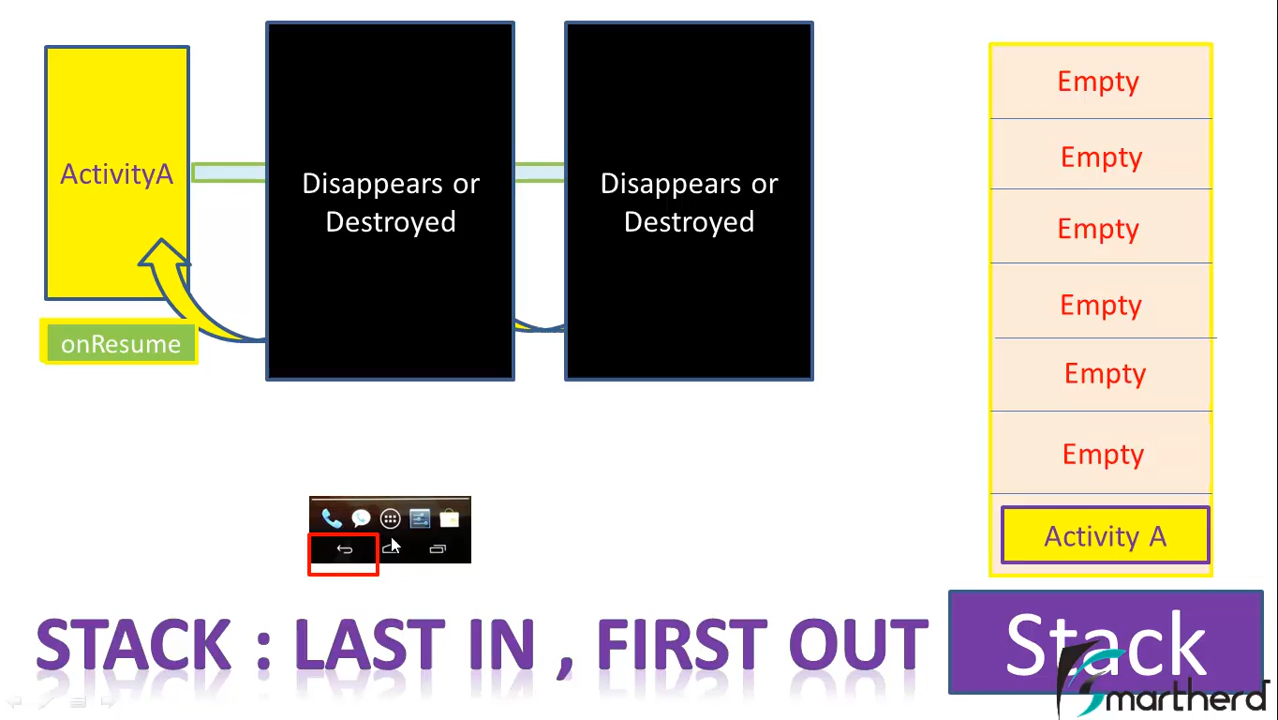 ActivityA
onResume
Disappears or
Destroyed
Disappears or
Destroyed
Empty
Empty
Empty
Empty
Empty
Empty
Activity A
STACK : LAST IN , FIRST OUT
Stack
Smartherd